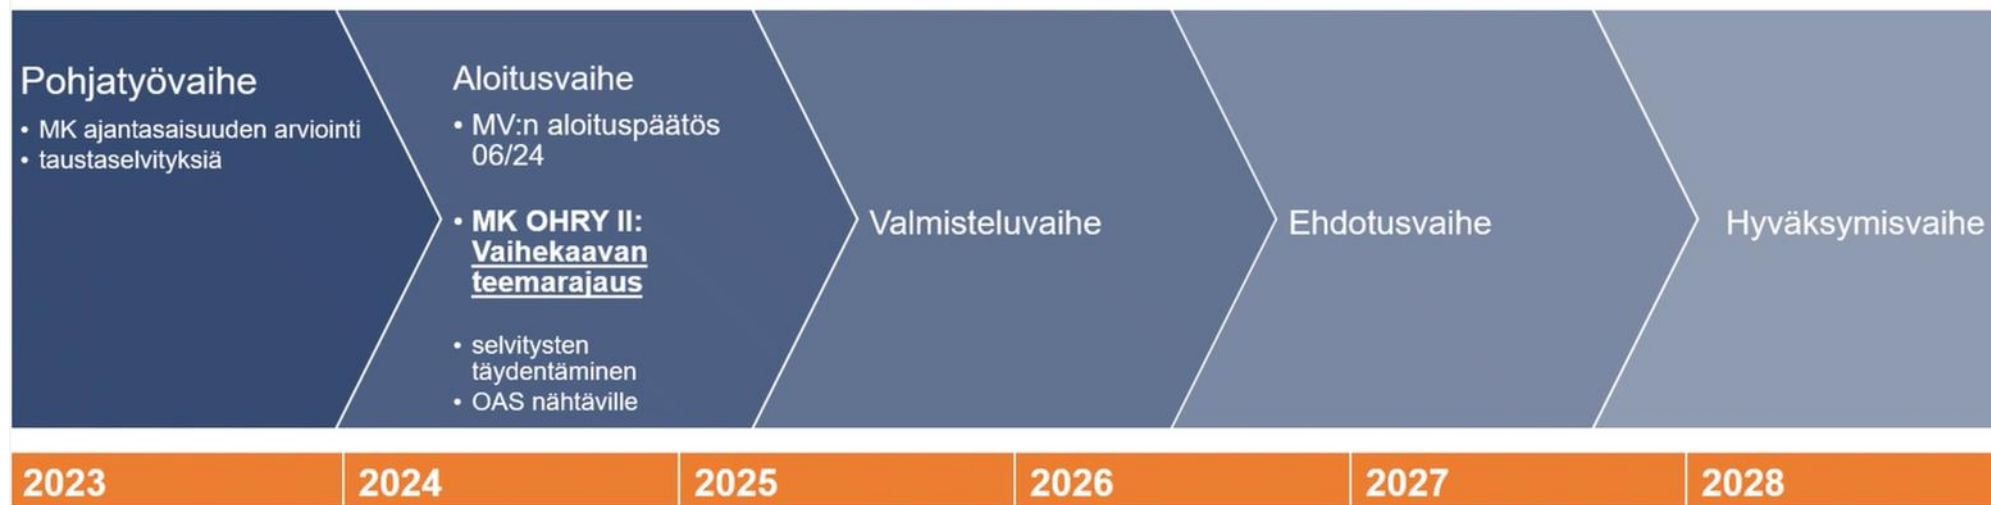 Pohjatyövaihe
• MK ajantasaisuuden arviointi
• taustaselvityksiä
Aloitusvaihe
• MV:n aloituspäätös
06/24
• MK OHRY II:
Vaihekaavan
teemarajaus
• selvitysten
täydentäminen
• OAS nähtäville
Valmisteluvaihe
Ehdotusvaihe
Hyväksymisvaihe
2023
2024
2025
2026
2027
2028